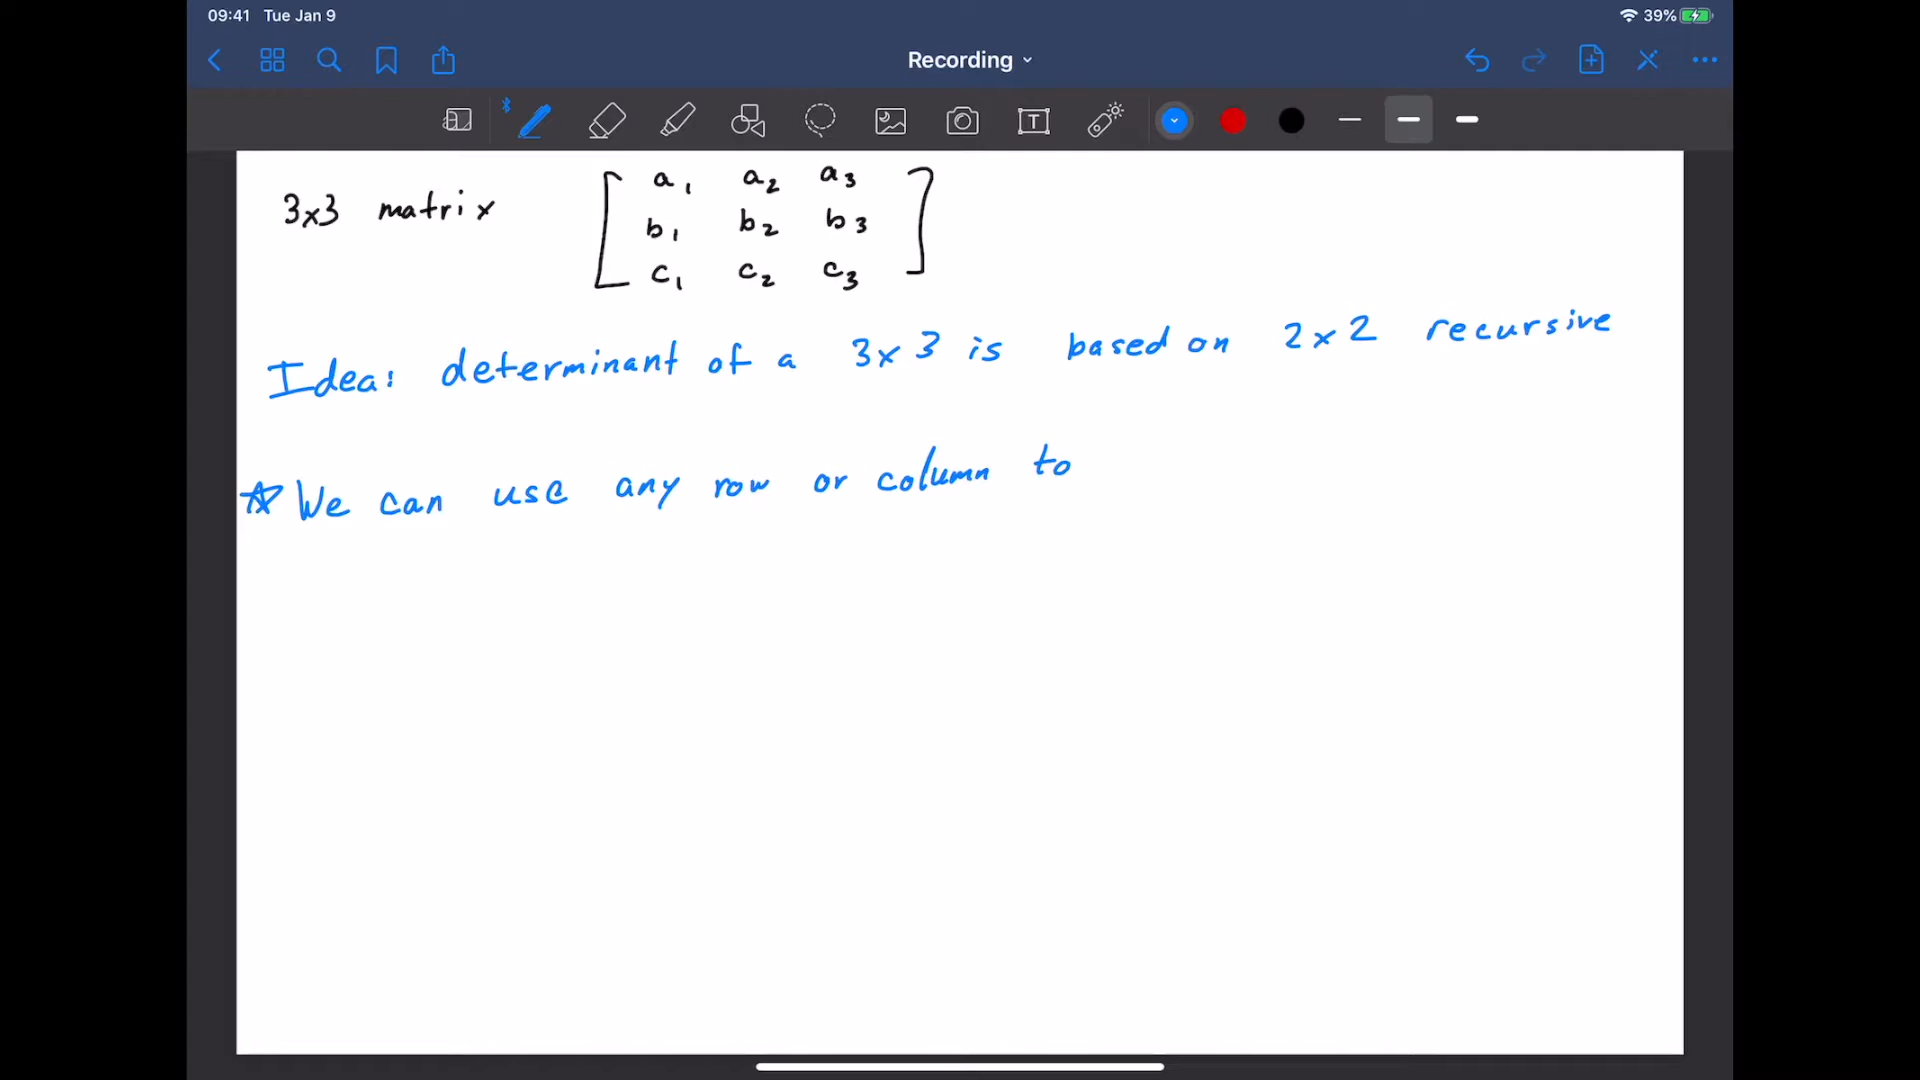 09:41 Tue Jan 9 39%
Recording
T
3x3 matrix
a1 a2 a3
b1 b2 b3
c1 c2 c3
Idea: determinant of a 3x3 is based on 2x2 recursive
☆ We can use any row or column to